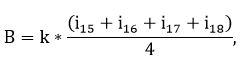 B = k * (i₁₅ + i₁₆ + i₁₇ + i₁₈) / 4,